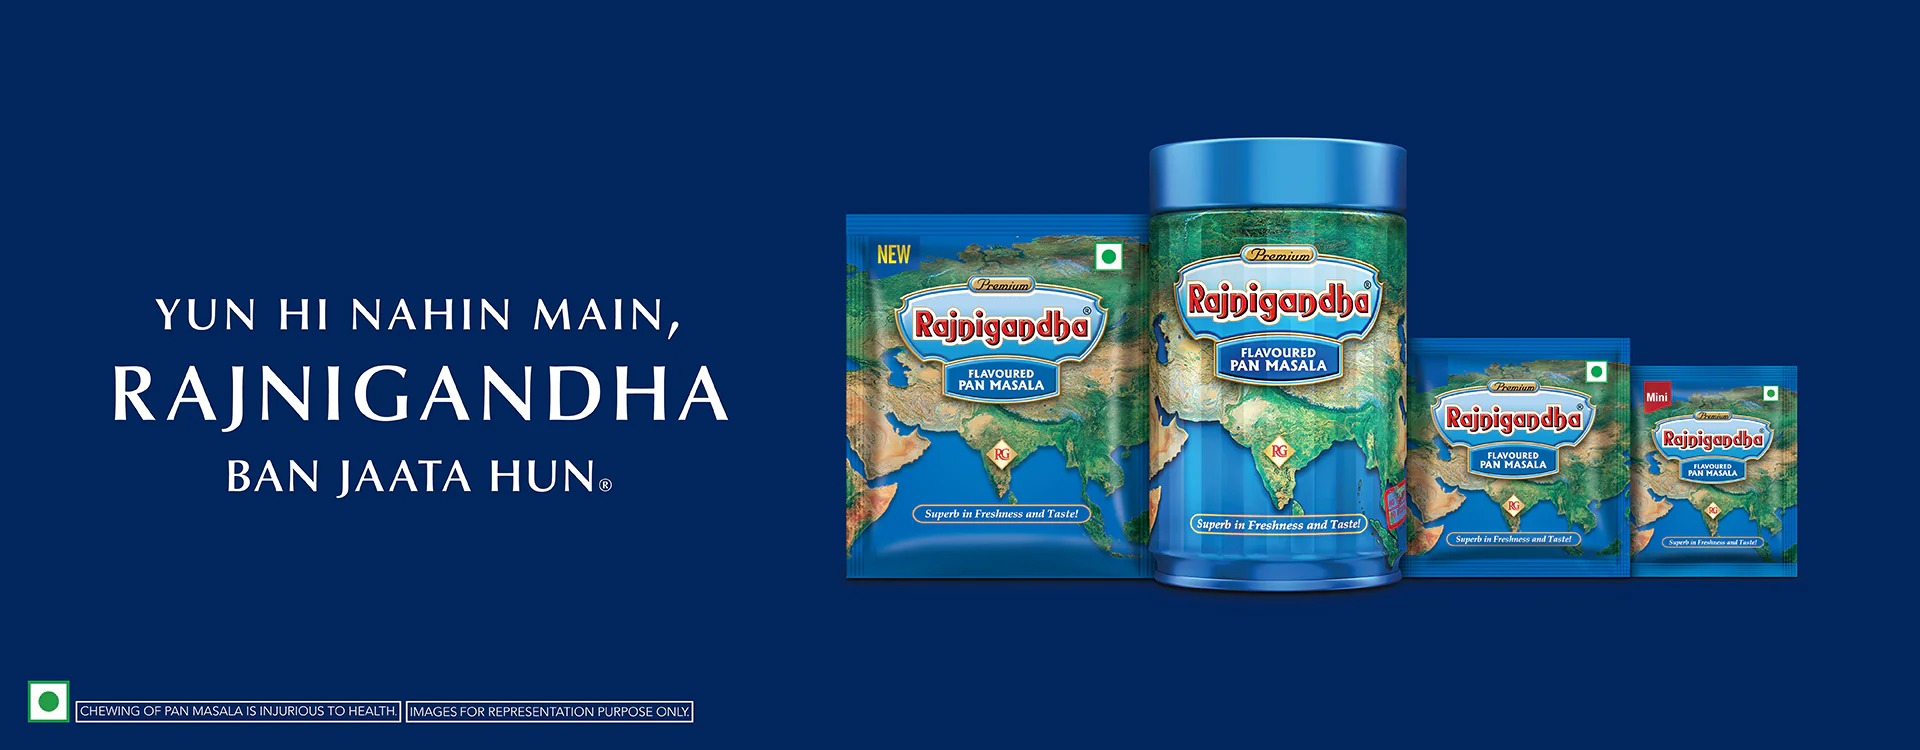 YUN HI NAHIN MAIN,
RAJNIGANDHA
BAN JAATA HUN®
NEW
Premium
Rajnigandha®
FLAVOURED
PAN MASALA
RG
Superb in Freshness and Taste!
Premium
Rajnigandha®
FLAVOURED
PAN MASALA
RG
Superb in Freshness and Taste!
Premium
Rajnigandha®
FLAVOURED
PAN MASALA
RG
Superb in Freshness and Taste!
Mini
Premium
Rajnigandha®
FLAVOURED
PAN MASALA
RG
Superb in Freshness and Taste!
CHEWING OF PAN MASALA IS INJURIOUS TO HEALTH. IMAGES FOR REPRESENTATION PURPOSE ONLY.